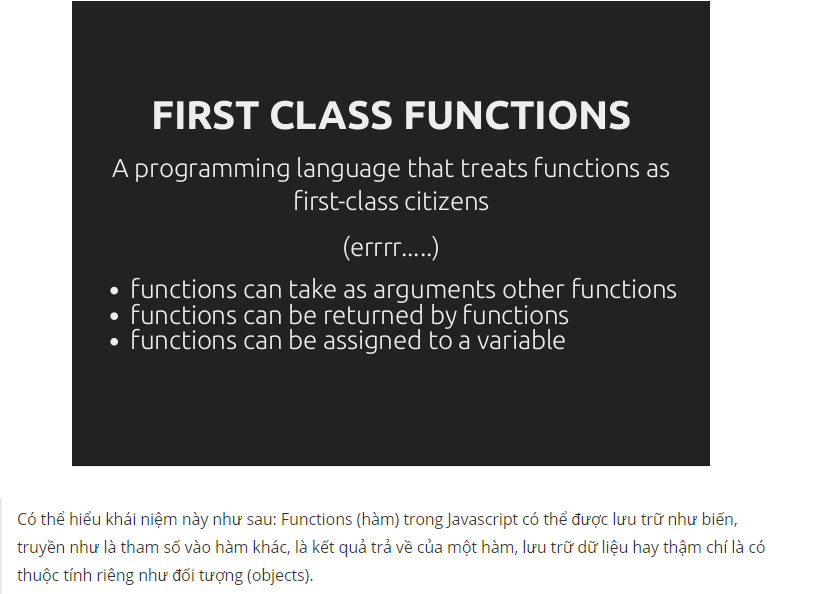 FIRST CLASS FUNCTIONS
A programming language that treats functions as
first-class citizens
(errrr.....)
• functions can take as arguments other functions
• functions can be returned by functions
• functions can be assigned to a variable
Có thể hiểu khái niệm này như sau: Functions (hàm) trong Javascript có thể được lưu trữ như biến,
truyền như là tham số vào hàm khác, là kết quả trả về của một hàm, lưu trữ dữ liệu hay thậm chí là có
thuộc tính riêng như đối tượng (objects).